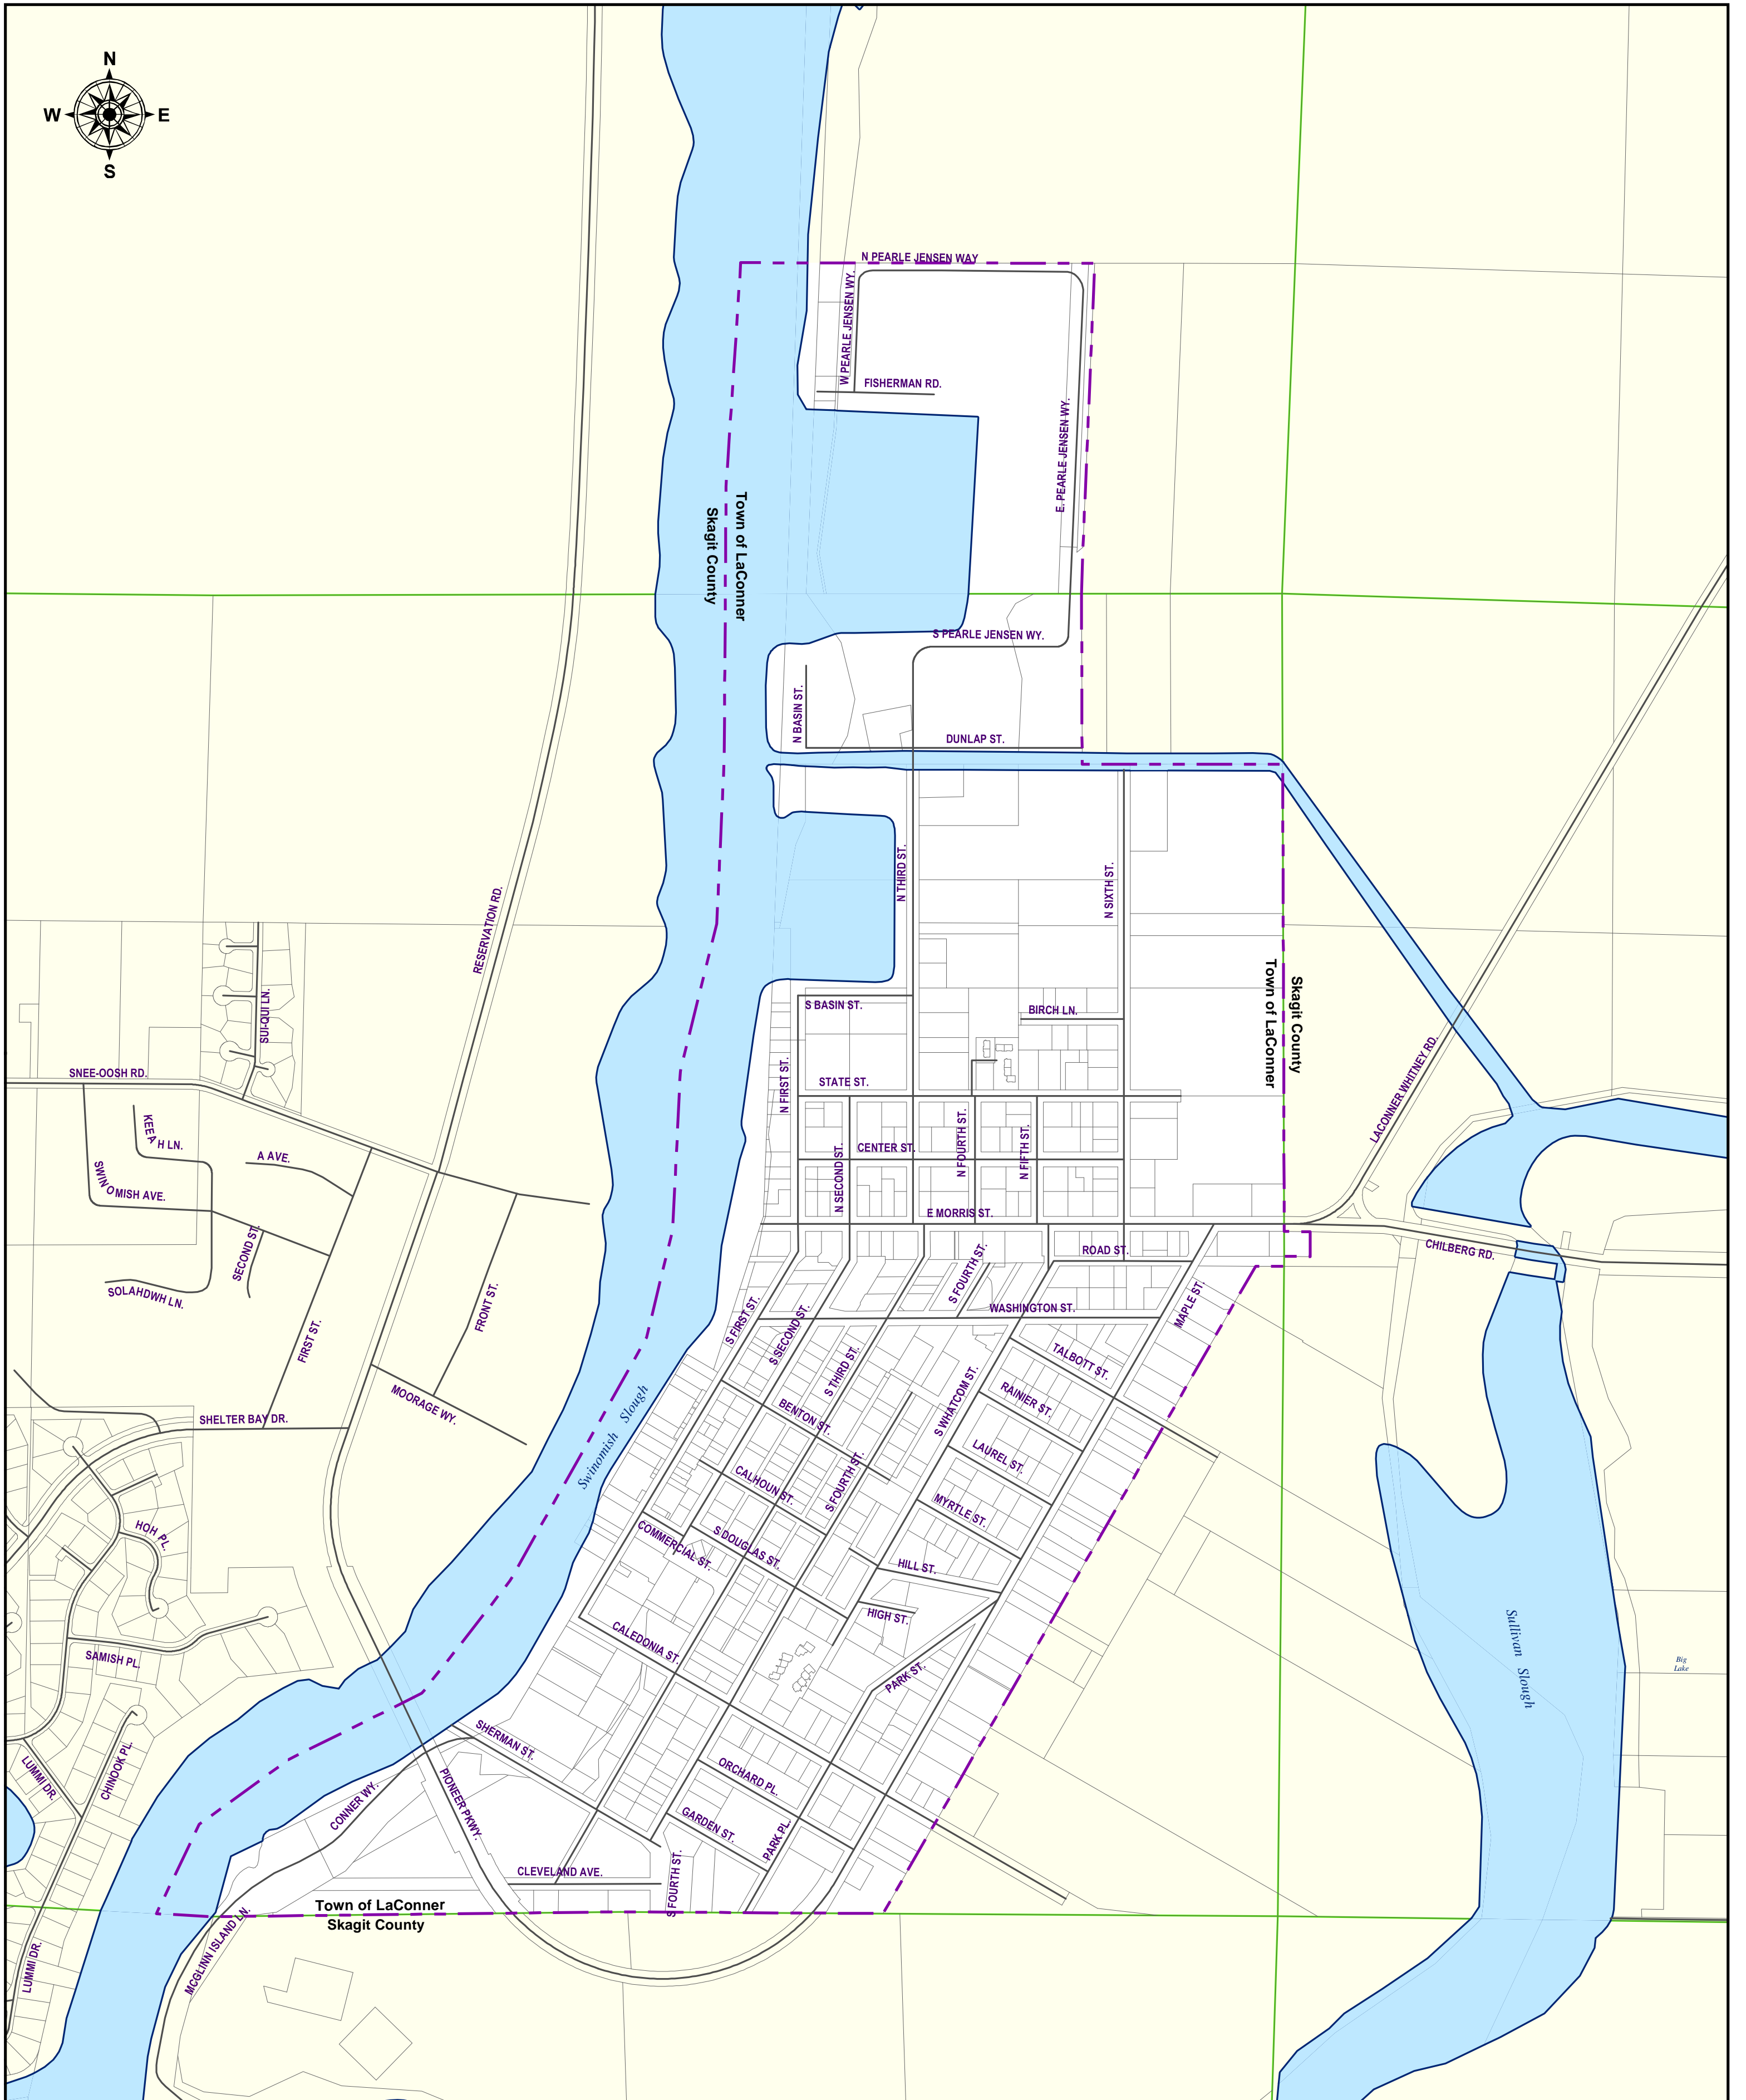 N
W E
S
N PEARLE JENSEN WAY
W PEARLE JENSEN WY.
FISHERMAN RD.
E. PEARLE JENSEN WY.
Town of LaConner
Skagit County
S PEARLE JENSEN WY.
N BASIN ST.
DUNLAP ST.
N THIRD ST.
N SIXTH ST.
RESERVATION RD.
Skagit County
Town of LaConner
SUI-QUI LN.
S BASIN ST.
BIRCH LN.
LACONNER WHITNEY RD.
SNEE-OOSH RD.
STATE ST.
N FIRST ST.
KEEAH LN.
A AVE.
CENTER ST.
N SECOND ST.
N FOURTH ST.
N FIFTH ST.
SWINOMISH AVE.
E MORRIS ST.
SECOND ST.
ROAD ST.
CHILBERG RD.
SOLAHDWH LN.
S FOURTH ST.
FRONT ST.
FIRST ST.
WASHINGTON ST.
MAPLE ST.
S FIRST ST.
S SECOND ST.
S THIRD ST.
TALBOTT ST.
MOORAGE WY.
SHELTER BAY DR.
Swinomish Slough
S WHATCOM ST.
RAINIER ST.
BENTON ST.
LAUREL ST.
CALHOUN ST.
S FOURTH ST.
MYRTLE ST.
HOH PL.
COMMERCIAL ST.
S DOUGLAS ST.
HILL ST.
HIGH ST.
CALEDONIA ST.
SAMISH PL.
PARK ST.
Sullivan Slough
Big
Lake
SHERMAN ST.
LUMMI DR.
CHINOOK PL.
CONNER WY.
PIONEER PKWY.
ORCHARD PL.
GARDEN ST.
PARK PL.
CLEVELAND AVE.
S FOURTH ST.
Town of LaConner
Skagit County
MCGLINN ISLAND LN.
LUMMI DR.